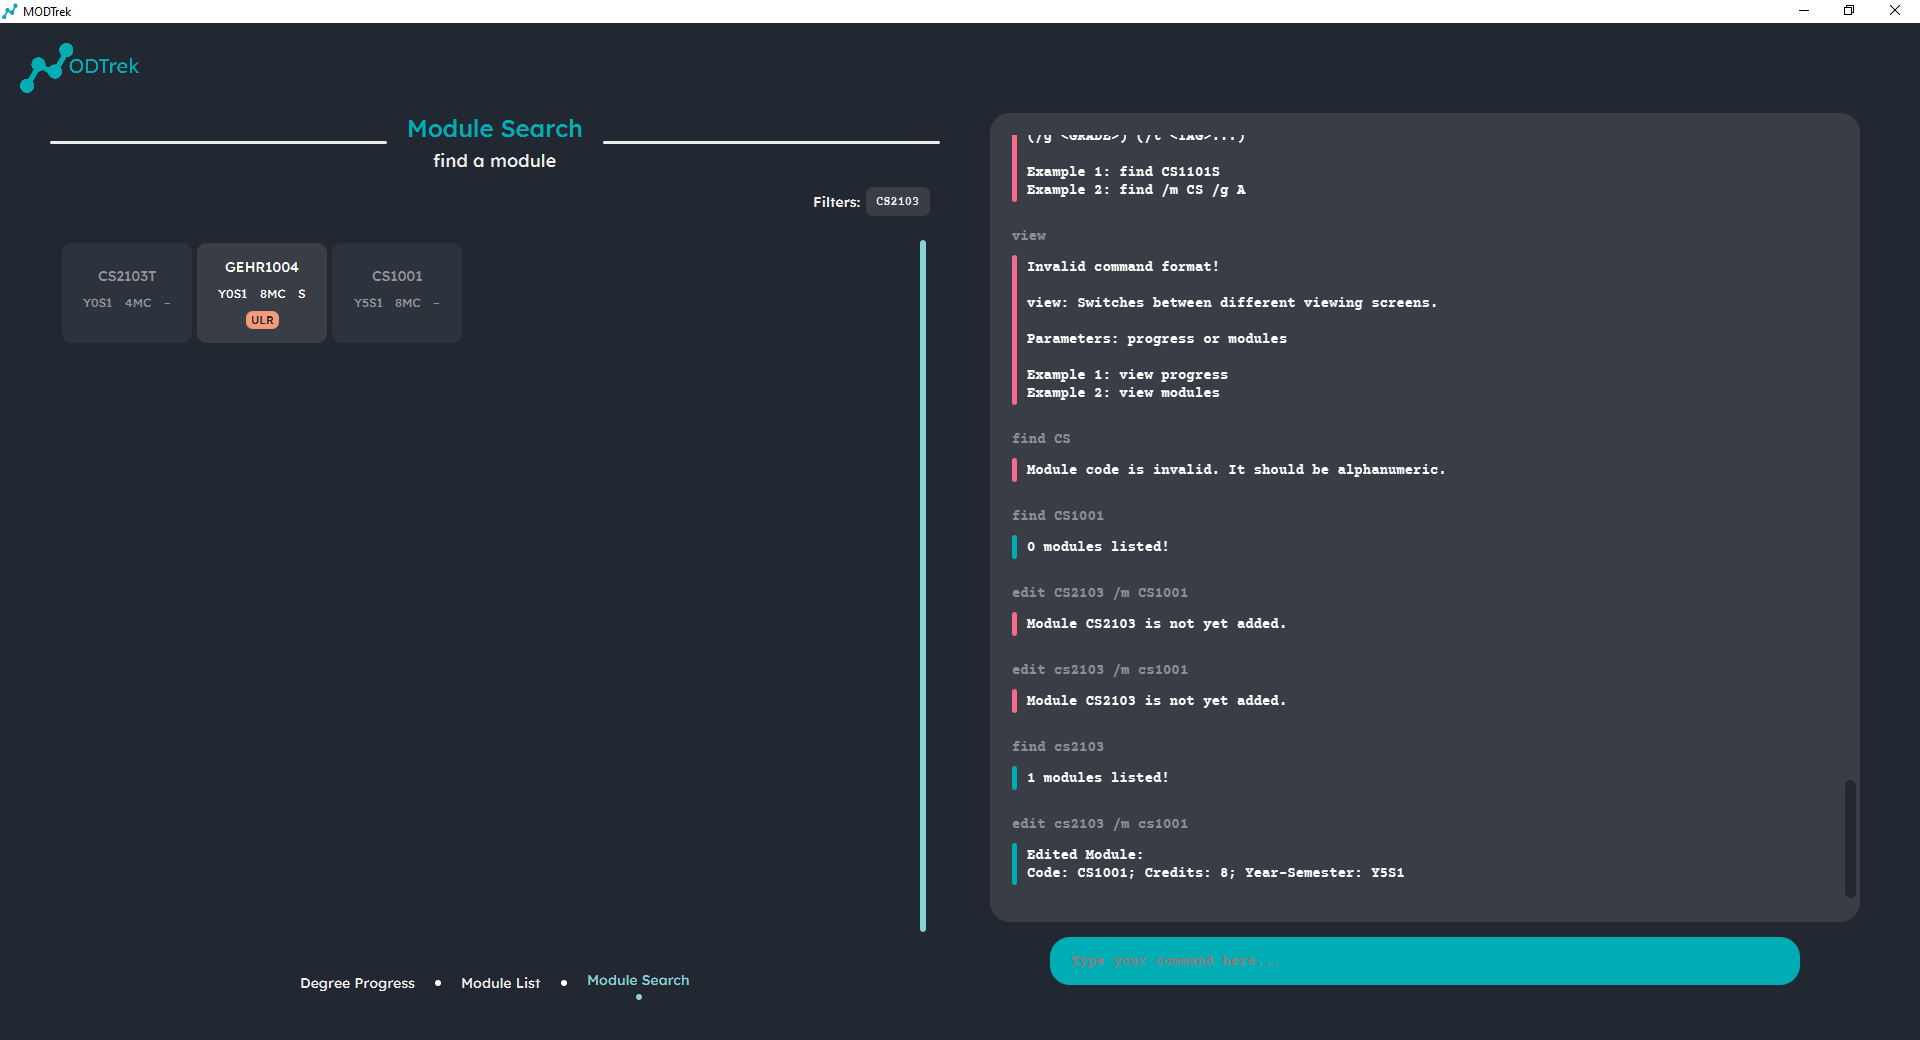 MODTrek
ODTrek
Module Search
find a module
Filters: CS2103
CS2103T
Y0S1 4MC –
GEHR1004
Y0S1 8MC S
ULR
CS1001
Y5S1 8MC –
Degree Progress • Module List • Module Search
(/g <GRADE>) (/t <TAG>...)
Example 1: find CS1101S
Example 2: find /m CS /g A
view
Invalid command format!
view: Switches between different viewing screens.
Parameters: progress or modules
Example 1: view progress
Example 2: view modules
find CS
Module code is invalid. It should be alphanumeric.
find CS1001
0 modules listed!
edit CS2103 /m CS1001
Module CS2103 is not yet added.
edit cs2103 /m cs1001
Module CS2103 is not yet added.
find cs2103
1 modules listed!
edit cs2103 /m cs1001
Edited Module:
Code: CS1001; Credits: 8; Year-Semester: Y5S1
Type your command here...